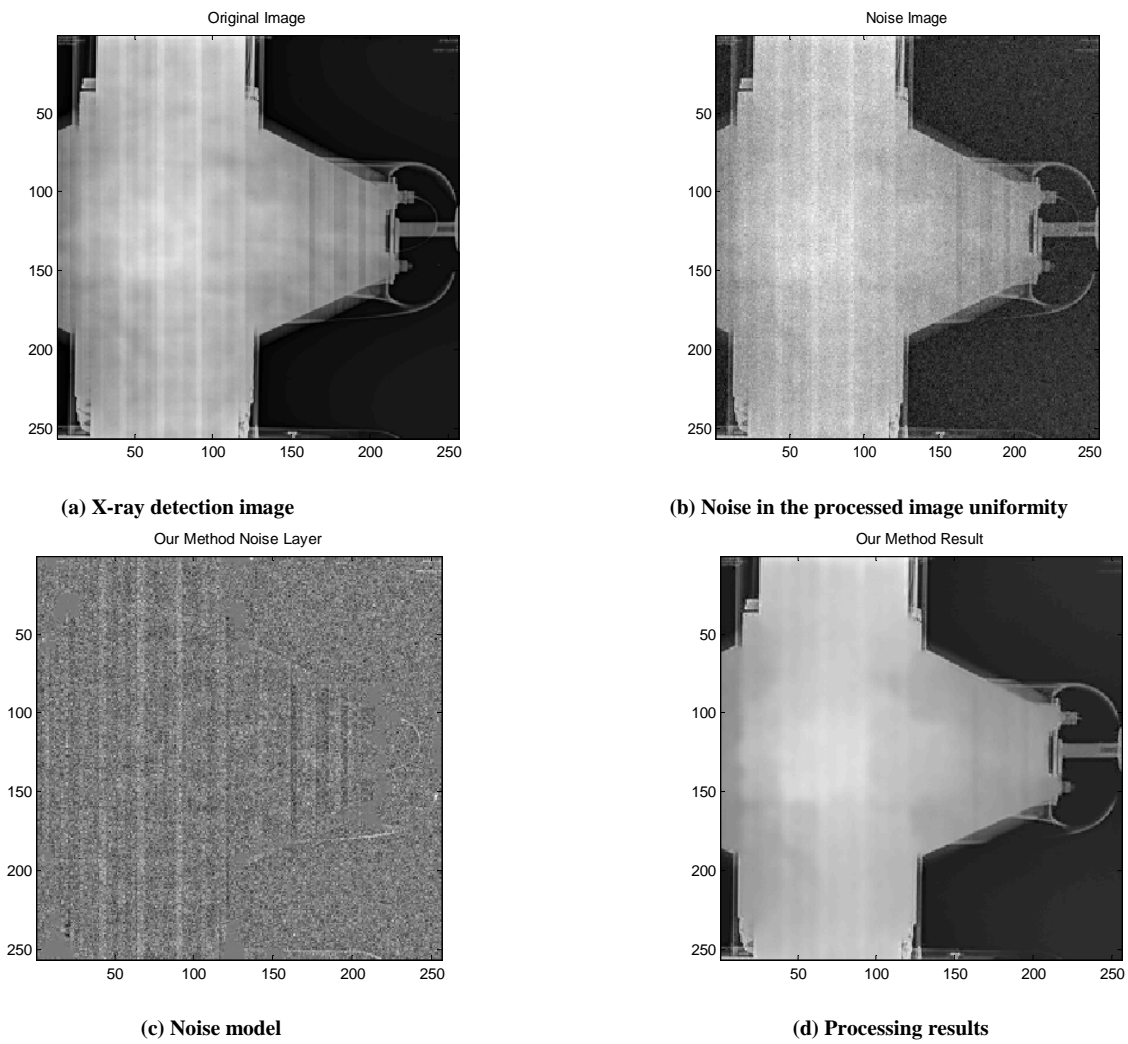 Original Image
Noise Image
50
100
150
200
250
50 100 150 200 250
50
100
150
200
250
50 100 150 200 250
(a) X-ray detection image
(b) Noise in the processed image uniformity
Our Method Noise Layer
Our Method Result
50
100
150
200
250
50 100 150 200 250
50
100
150
200
250
50 100 150 200 250
(c) Noise model
(d) Processing results